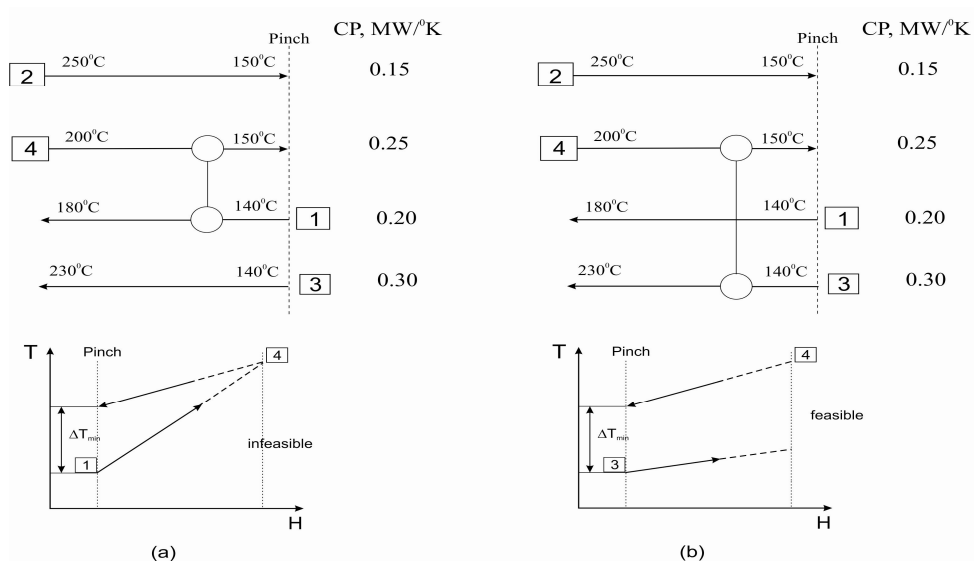 CP, MW/⁰K
Pinch
2 250⁰C 150⁰C 0.15
4 200⁰C 150⁰C 0.25
180⁰C 140⁰C 1 0.20
230⁰C 140⁰C 3 0.30
T
Pinch
4
ΔTmin
infeasible
1
H
(a)
CP, MW/⁰K
Pinch
2 250⁰C 150⁰C 0.15
4 200⁰C 150⁰C 0.25
180⁰C 140⁰C 1 0.20
230⁰C 140⁰C 3 0.30
T
Pinch
4
feasible
ΔTmin
3
H
(b)